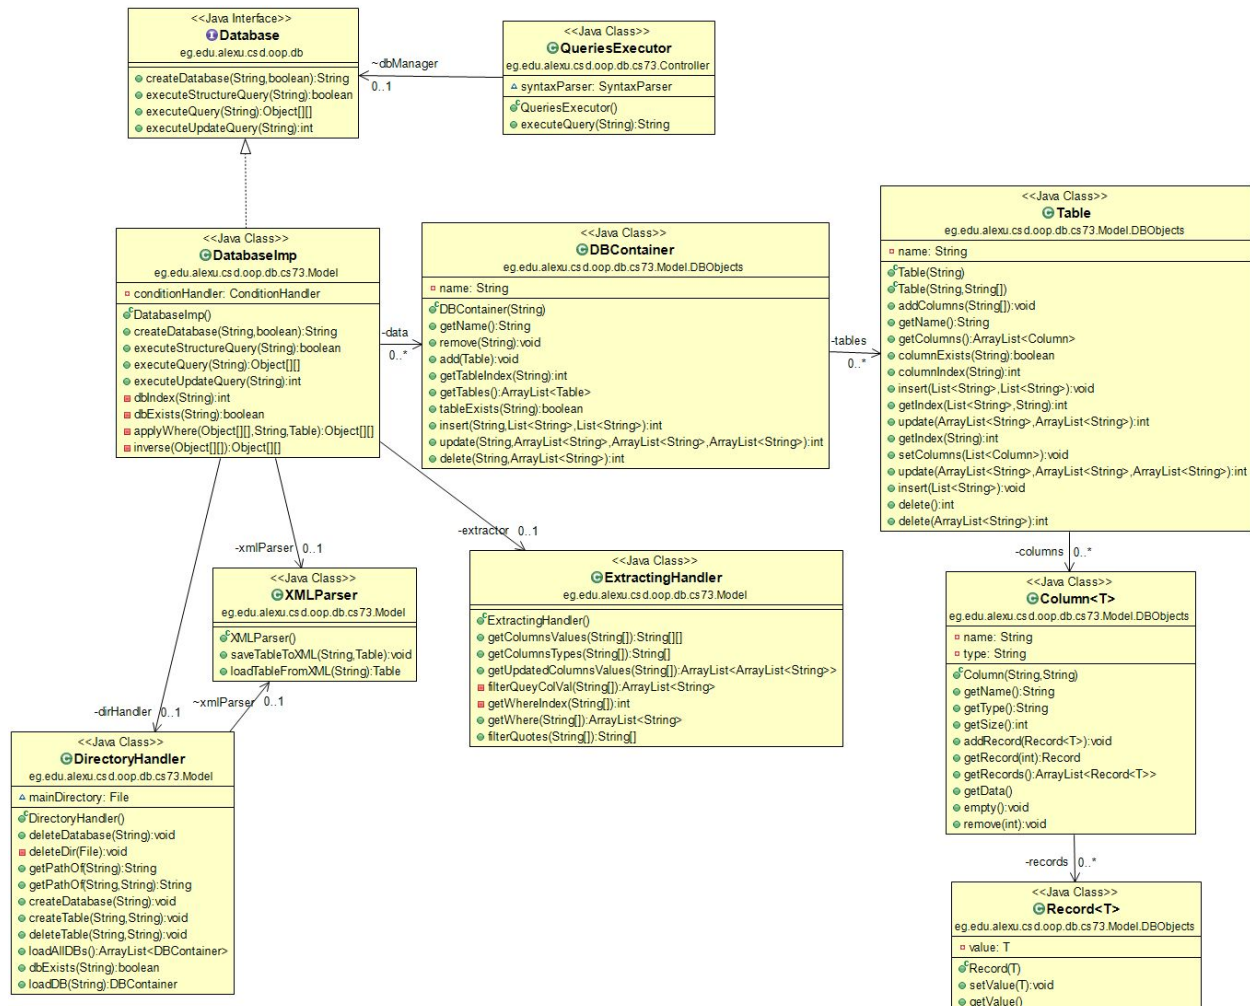 <<Java Interface>>
Database
eg.edu.alexu.csd.oop.db
createDatabase(String,boolean):String
executeStructureQuery(String):boolean
executeQuery(String):Object[][]
executeUpdateQuery(String):int
~dbManager
0..1
<<Java Class>>
QueriesExecutor
eg.edu.alexu.csd.oop.db.cs73.Controller
syntaxParser: SyntaxParser
QueriesExecutor()
executeQuery(String):String
<<Java Class>>
DatabaseImp
eg.edu.alexu.csd.oop.db.cs73.Model
conditionHandler: ConditionHandler
DatabaseImp()
createDatabase(String,boolean):String
executeStructureQuery(String):boolean
executeQuery(String):Object[][]
executeUpdateQuery(String):int
dbIndex(String):int
dbExists(String):boolean
applyWhere(Object[][],String,Table):Object[][]
inverse(Object[][]):Object[][]
-data
0..*
<<Java Class>>
DBContainer
eg.edu.alexu.csd.oop.db.cs73.Model.DBObjects
name: String
DBContainer(String)
getName():String
remove(String):void
add(Table):void
getTableIndex(String):int
getTables():ArrayList<Table>
tableExists(String):boolean
insert(String,List<String>,List<String>):int
update(String,ArrayList<String>,ArrayList<String>,ArrayList<String>):int
delete(String,ArrayList<String>):int
-tables
0..*
<<Java Class>>
Table
eg.edu.alexu.csd.oop.db.cs73.Model.DBObjects
name: String
Table(String)
Table(String,String[])
addColumns(String[]):void
getName():String
getColumns():ArrayList<Column>
columnExists(String):boolean
columnIndex(String):int
insert(List<String>,List<String>):void
getIndex(List<String>,String):int
update(ArrayList<String>,ArrayList<String>):int
getIndex(String):int
setColumns(List<Column>):void
update(ArrayList<String>,ArrayList<String>,ArrayList<String>):int
insert(List<String>):void
delete():int
delete(ArrayList<String>):int
-extractor 0..1
-xmlParser 0..1
-columns 0..*
<<Java Class>>
XMLParser
eg.edu.alexu.csd.oop.db.cs73.Model
XMLParser()
saveTableToXML(String,Table):void
loadTableFromXML(String):Table
<<Java Class>>
ExtractingHandler
eg.edu.alexu.csd.oop.db.cs73.Model
ExtractingHandler()
getColumnsValues(String[]):String[][]
getColumnsTypes(String[]):String[]
getUpdatedColumnsValues(String[]):ArrayList<ArrayList<String>>
filterQueyColVal(String[]):ArrayList<String>
getWhereIndex(String[]):int
getWhere(String[]):ArrayList<String>
filterQuotes(String[]):String[]
<<Java Class>>
Column<T>
eg.edu.alexu.csd.oop.db.cs73.Model.DBObjects
name: String
type: String
Column(String,String)
getName():String
getType():String
getSize():int
addRecord(Record<T>):void
getRecord(int):Record
getRecords():ArrayList<Record<T>>
getData()
empty():void
remove(int):void
-dirHandler 0..1
~xmlParser 0..1
<<Java Class>>
DirectoryHandler
eg.edu.alexu.csd.oop.db.cs73.Model
mainDirectory: File
DirectoryHandler()
deleteDatabase(String):void
deleteDir(File):void
getPathOf(String):String
getPathOf(String,String):String
createDatabase(String):void
createTable(String,String):void
deleteTable(String,String):void
loadAllDBs():ArrayList<DBContainer>
dbExists(String):boolean
loadDB(String):DBContainer
-records 0..*
<<Java Class>>
Record<T>
eg.edu.alexu.csd.oop.db.cs73.Model.DBObjects
value: T
Record(T)
setValue(T):void
getValue()